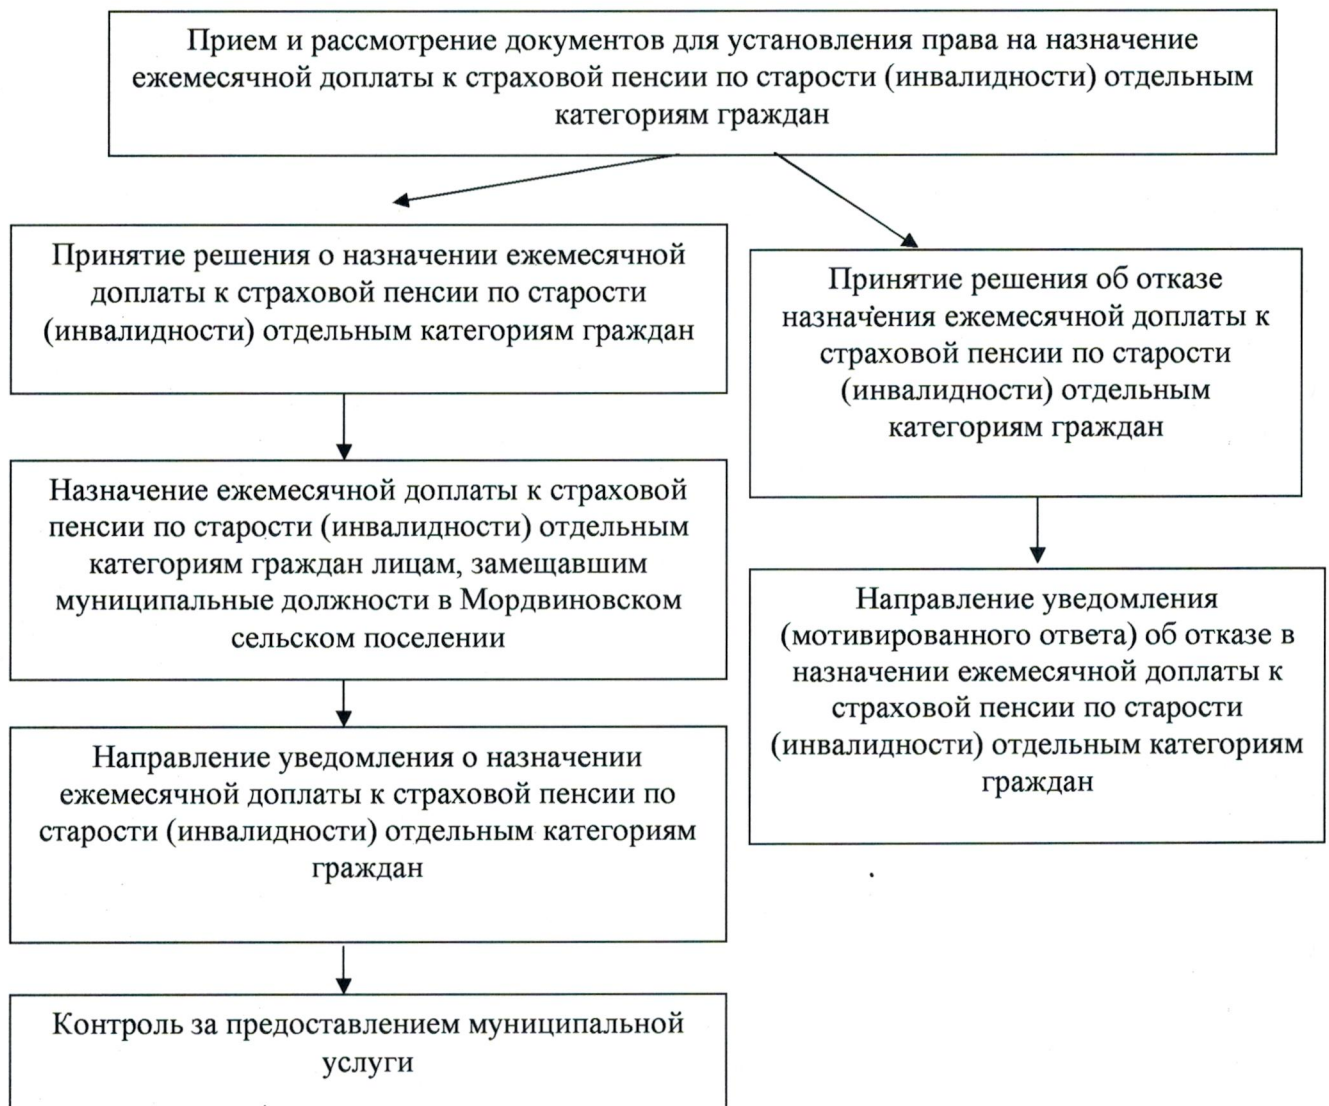 Прием и рассмотрение документов для установления права на назначение
ежемесячной доплаты к страховой пенсии по старости (инвалидности) отдельным
категориям граждан
Принятие решения о назначении ежемесячной
доплаты к страховой пенсии по старости
(инвалидности) отдельным категориям граждан
Назначение ежемесячной доплаты к страховой
пенсии по старости (инвалидности) отдельным
категориям граждан лицам, замещавшим
муниципальные должности в Мордвиновском
сельском поселении
Направление уведомления о назначении
ежемесячной доплаты к страховой пенсии по
старости (инвалидности) отдельным категориям
граждан
Контроль за предоставлением муниципальной
услуги
Принятие решения об отказе
назначения ежемесячной доплаты к
страховой пенсии по старости
(инвалидности) отдельным
категориям граждан
Направление уведомления
(мотивированного ответа) об отказе в
назначении ежемесячной доплаты к
страховой пенсии по старости
(инвалидности) отдельным категориям
граждан